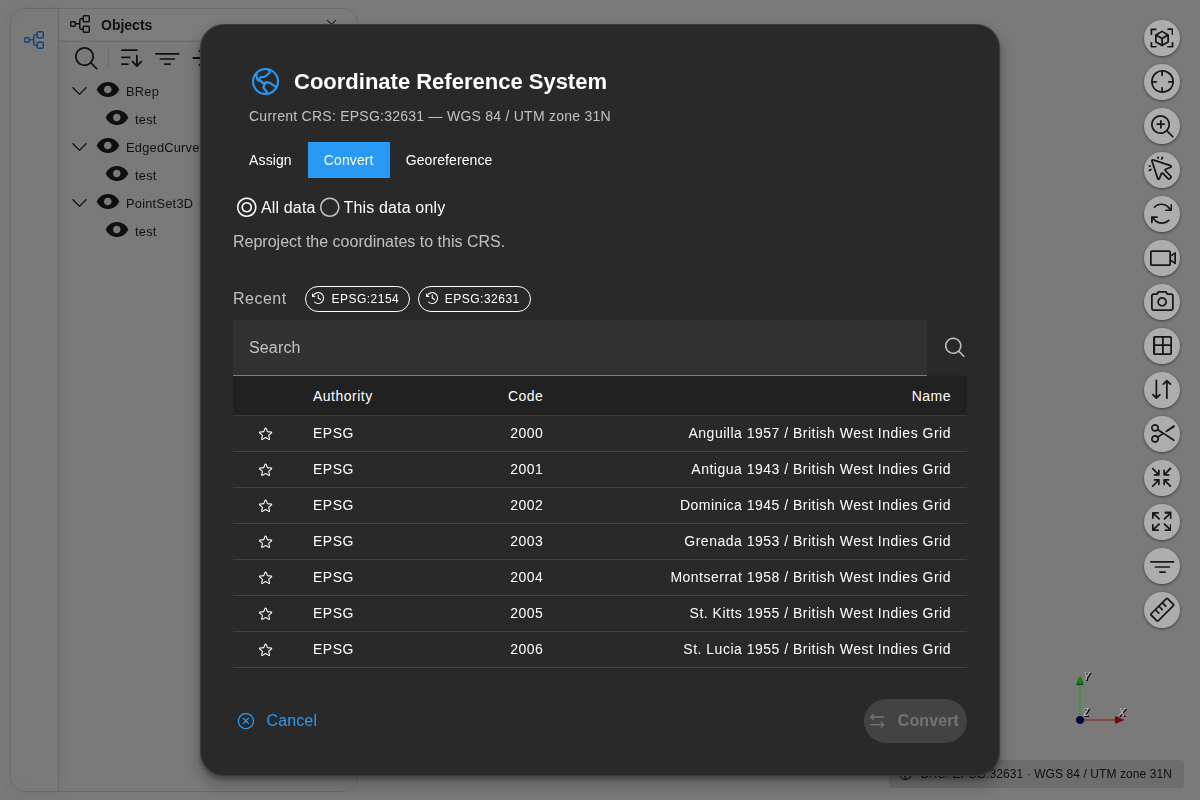 Objects
BRep
test
EdgedCurve
test
PointSet3D
test
Coordinate Reference System
Current CRS: EPSG:32631 — WGS 84 / UTM zone 31N
Assign Convert Georeference
All data This data only
Reproject the coordinates to this CRS.
Recent EPSG:2154 EPSG:32631
Search
Authority Code Name
EPSG 2000 Anguilla 1957 / British West Indies Grid
EPSG 2001 Antigua 1943 / British West Indies Grid
EPSG 2002 Dominica 1945 / British West Indies Grid
EPSG 2003 Grenada 1953 / British West Indies Grid
EPSG 2004 Montserrat 1958 / British West Indies Grid
EPSG 2005 St. Kitts 1955 / British West Indies Grid
EPSG 2006 St. Lucia 1955 / British West Indies Grid
Cancel Convert
Y
Z X
CRS: EPSG:32631 · WGS 84 / UTM zone 31N